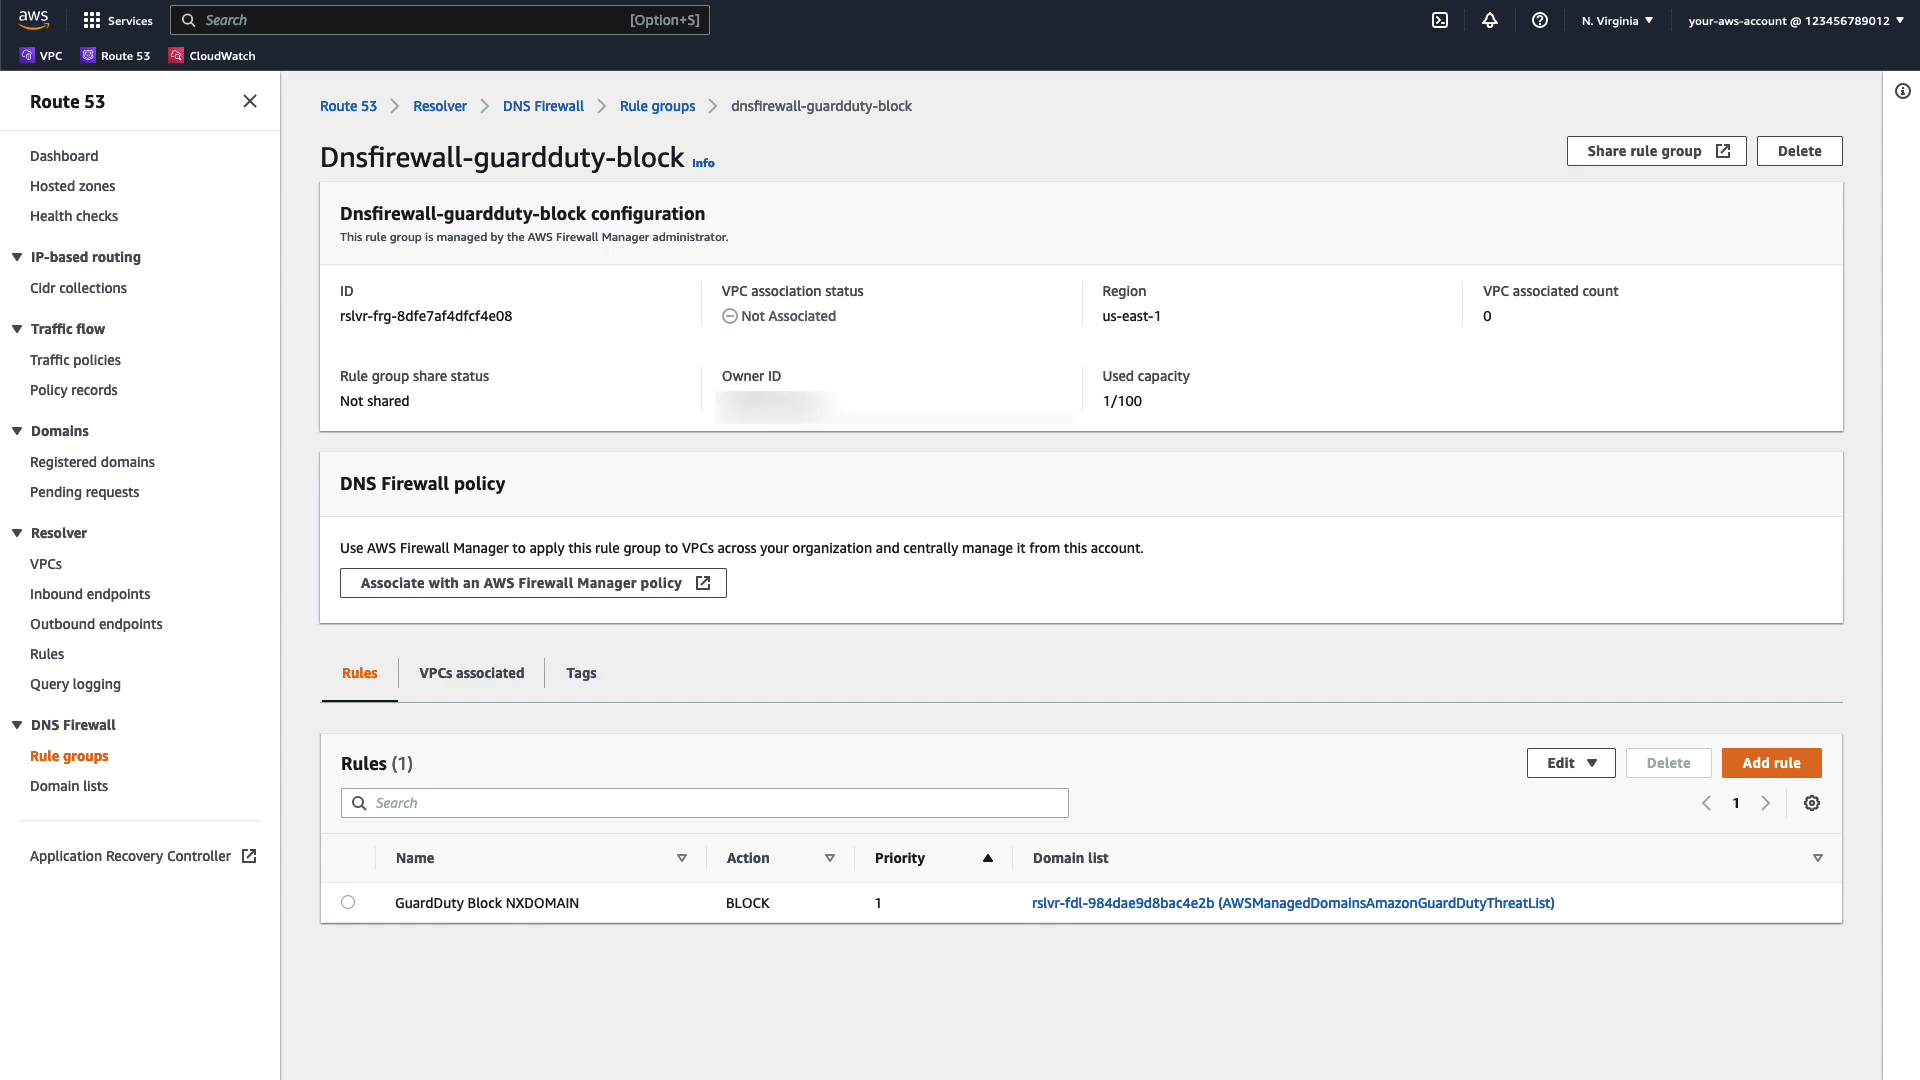 aws
Services
Search
[Option+S]
N. Virginia
your-aws-account @ 123456789012
VPC
Route 53
CloudWatch
Route 53
Dashboard
Hosted zones
Health checks
IP-based routing
Cidr collections
Traffic flow
Traffic policies
Policy records
Domains
Registered domains
Pending requests
Resolver
VPCs
Inbound endpoints
Outbound endpoints
Rules
Query logging
DNS Firewall
Rule groups
Domain lists
Application Recovery Controller
Route 53
Resolver
DNS Firewall
Rule groups
dnsfirewall-guardduty-block
Dnsfirewall-guardduty-block Info
Share rule group
Delete
Dnsfirewall-guardduty-block configuration
This rule group is managed by the AWS Firewall Manager administrator.
ID
rslvr-frg-8dfe7af4dfcf4e08
VPC association status
Not Associated
Region
us-east-1
VPC associated count
0
Rule group share status
Not shared
Owner ID
Used capacity
1/100
DNS Firewall policy
Use AWS Firewall Manager to apply this rule group to VPCs across your organization and centrally manage it from this account.
Associate with an AWS Firewall Manager policy
Rules
VPCs associated
Tags
Rules (1)
Edit
Delete
Add rule
Search
1
Name
Action
Priority
Domain list
GuardDuty Block NXDOMAIN
BLOCK
1
rslvr-fdl-984dae9d8bac4e2b (AWSManagedDomainsAmazonGuardDutyThreatList)